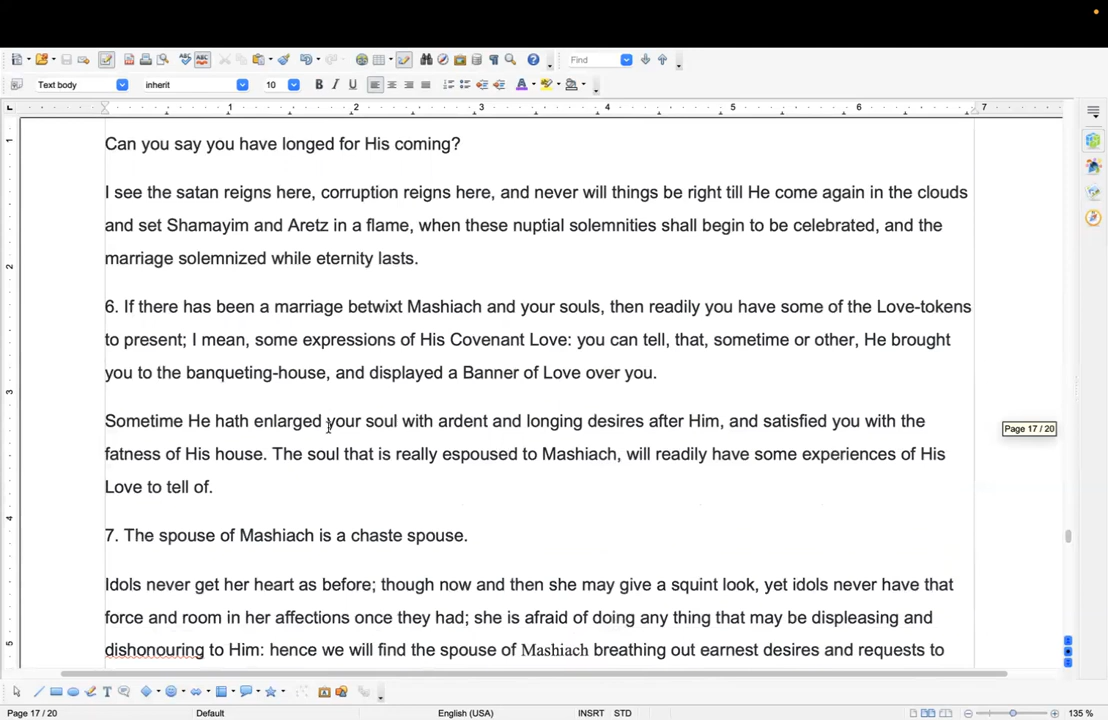 Find
Text body
inherit
10
B I U
1 2 3 4 5 6 7
1
Can you say you have longed for His coming?
I see the satan reigns here, corruption reigns here, and never will things be right till He come again in the clouds
and set Shamayim and Aretz in a flame, when these nuptial solemnities shall begin to be celebrated, and the
2
marriage solemnized while eternity lasts.
6. If there has been a marriage betwixt Mashiach and your souls, then readily you have some of the Love-tokens
to present; I mean, some expressions of His Covenant Love: you can tell, that, sometime or other, He brought
3
you to the banqueting-house, and displayed a Banner of Love over you.
Sometime He hath enlarged your soul with ardent and longing desires after Him, and satisfied you with the
Page 17 / 20
fatness of His house. The soul that is really espoused to Mashiach, will readily have some experiences of His
Love to tell of.
4
7. The spouse of Mashiach is a chaste spouse.
Idols never get her heart as before; though now and then she may give a squint look, yet idols never have that
force and room in her affections once they had; she is afraid of doing any thing that may be displeasing and
5
dishonouring to Him: hence we will find the spouse of Mashiach breathing out earnest desires and requests to
Page 17 / 20
Default
English (USA)
INSRT
STD
135 %